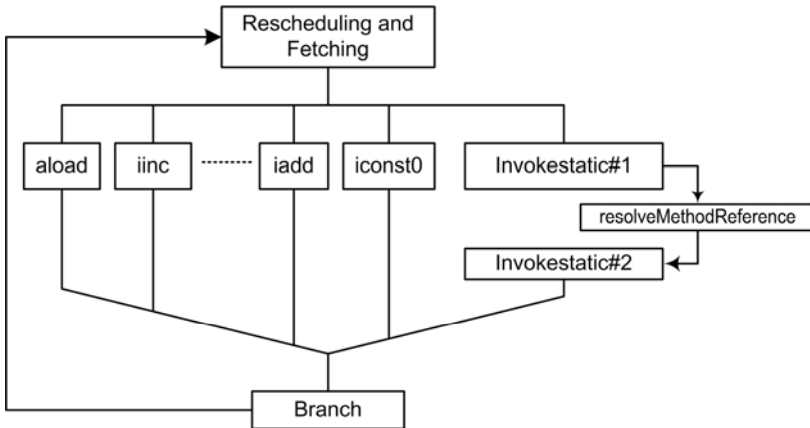 Rescheduling and
Fetching
aload
iinc
iadd
iconst0
Invokestatic#1
resolveMethodReference
Invokestatic#2
Branch